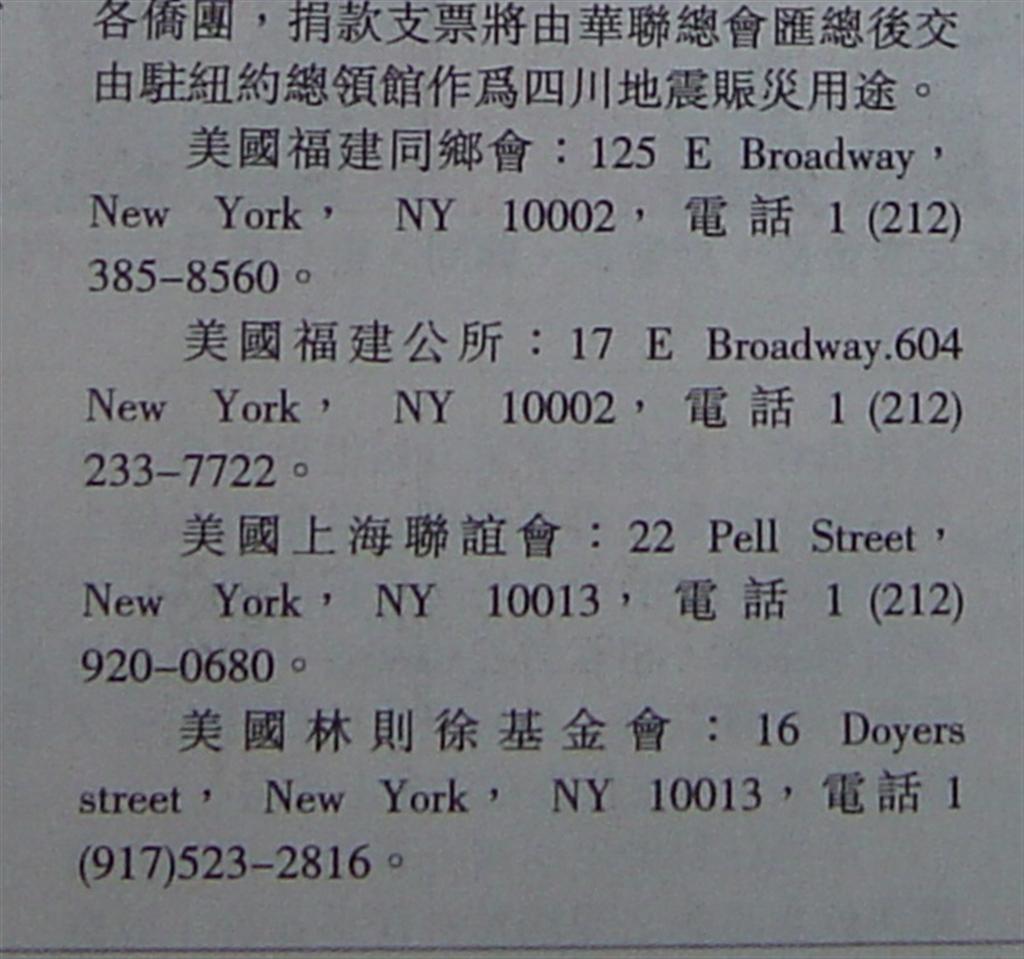 各僑團，捐款支票將由華聯總會匯總後交
由駐紐約總領館作爲四川地震賑災用途。
美國福建同鄉會：125 E Broadway，
New York， NY 10002，電話 1 (212)
385-8560。
美國福建公所：17 E Broadway.604
New York， NY 10002，電話 1 (212)
233-7722。
美國上海聯誼會：22 Pell Street，
New York， NY 10013，電話 1 (212)
920-0680。
美國林則徐基金會：16 Doyers
street， New York， NY 10013，電話 1
(917)523-2816。